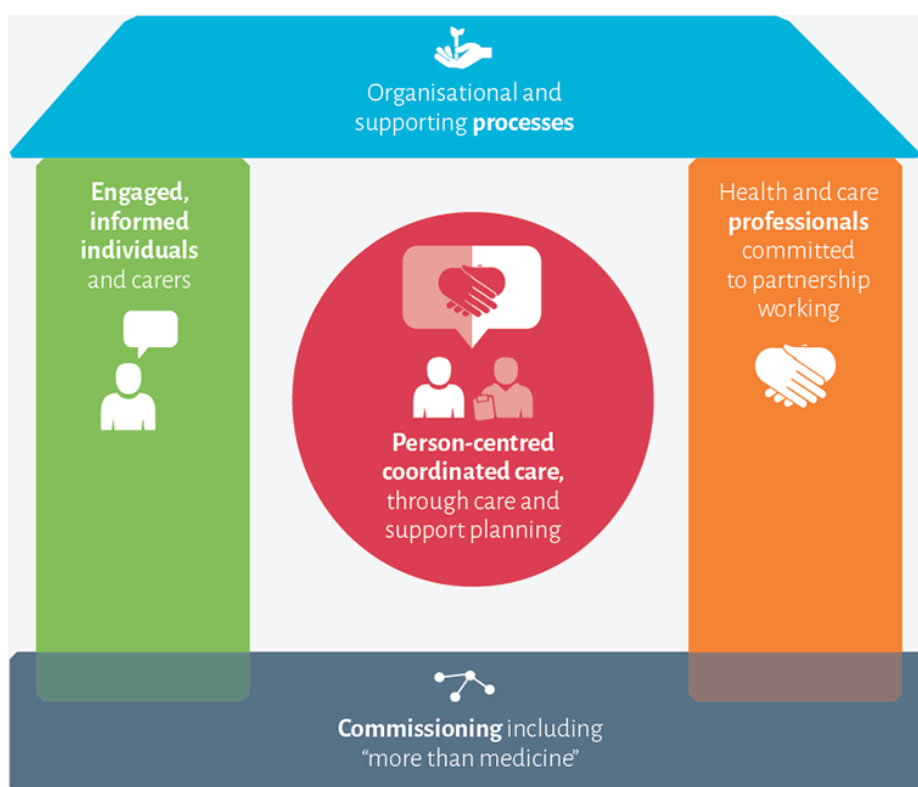 Organisational and
supporting processes
Engaged,
informed
individuals
and carers
Person-centred
coordinated care,
through care and
support planning
Health and care
professionals
committed
to partnership
working
Commissioning including
“more than medicine”